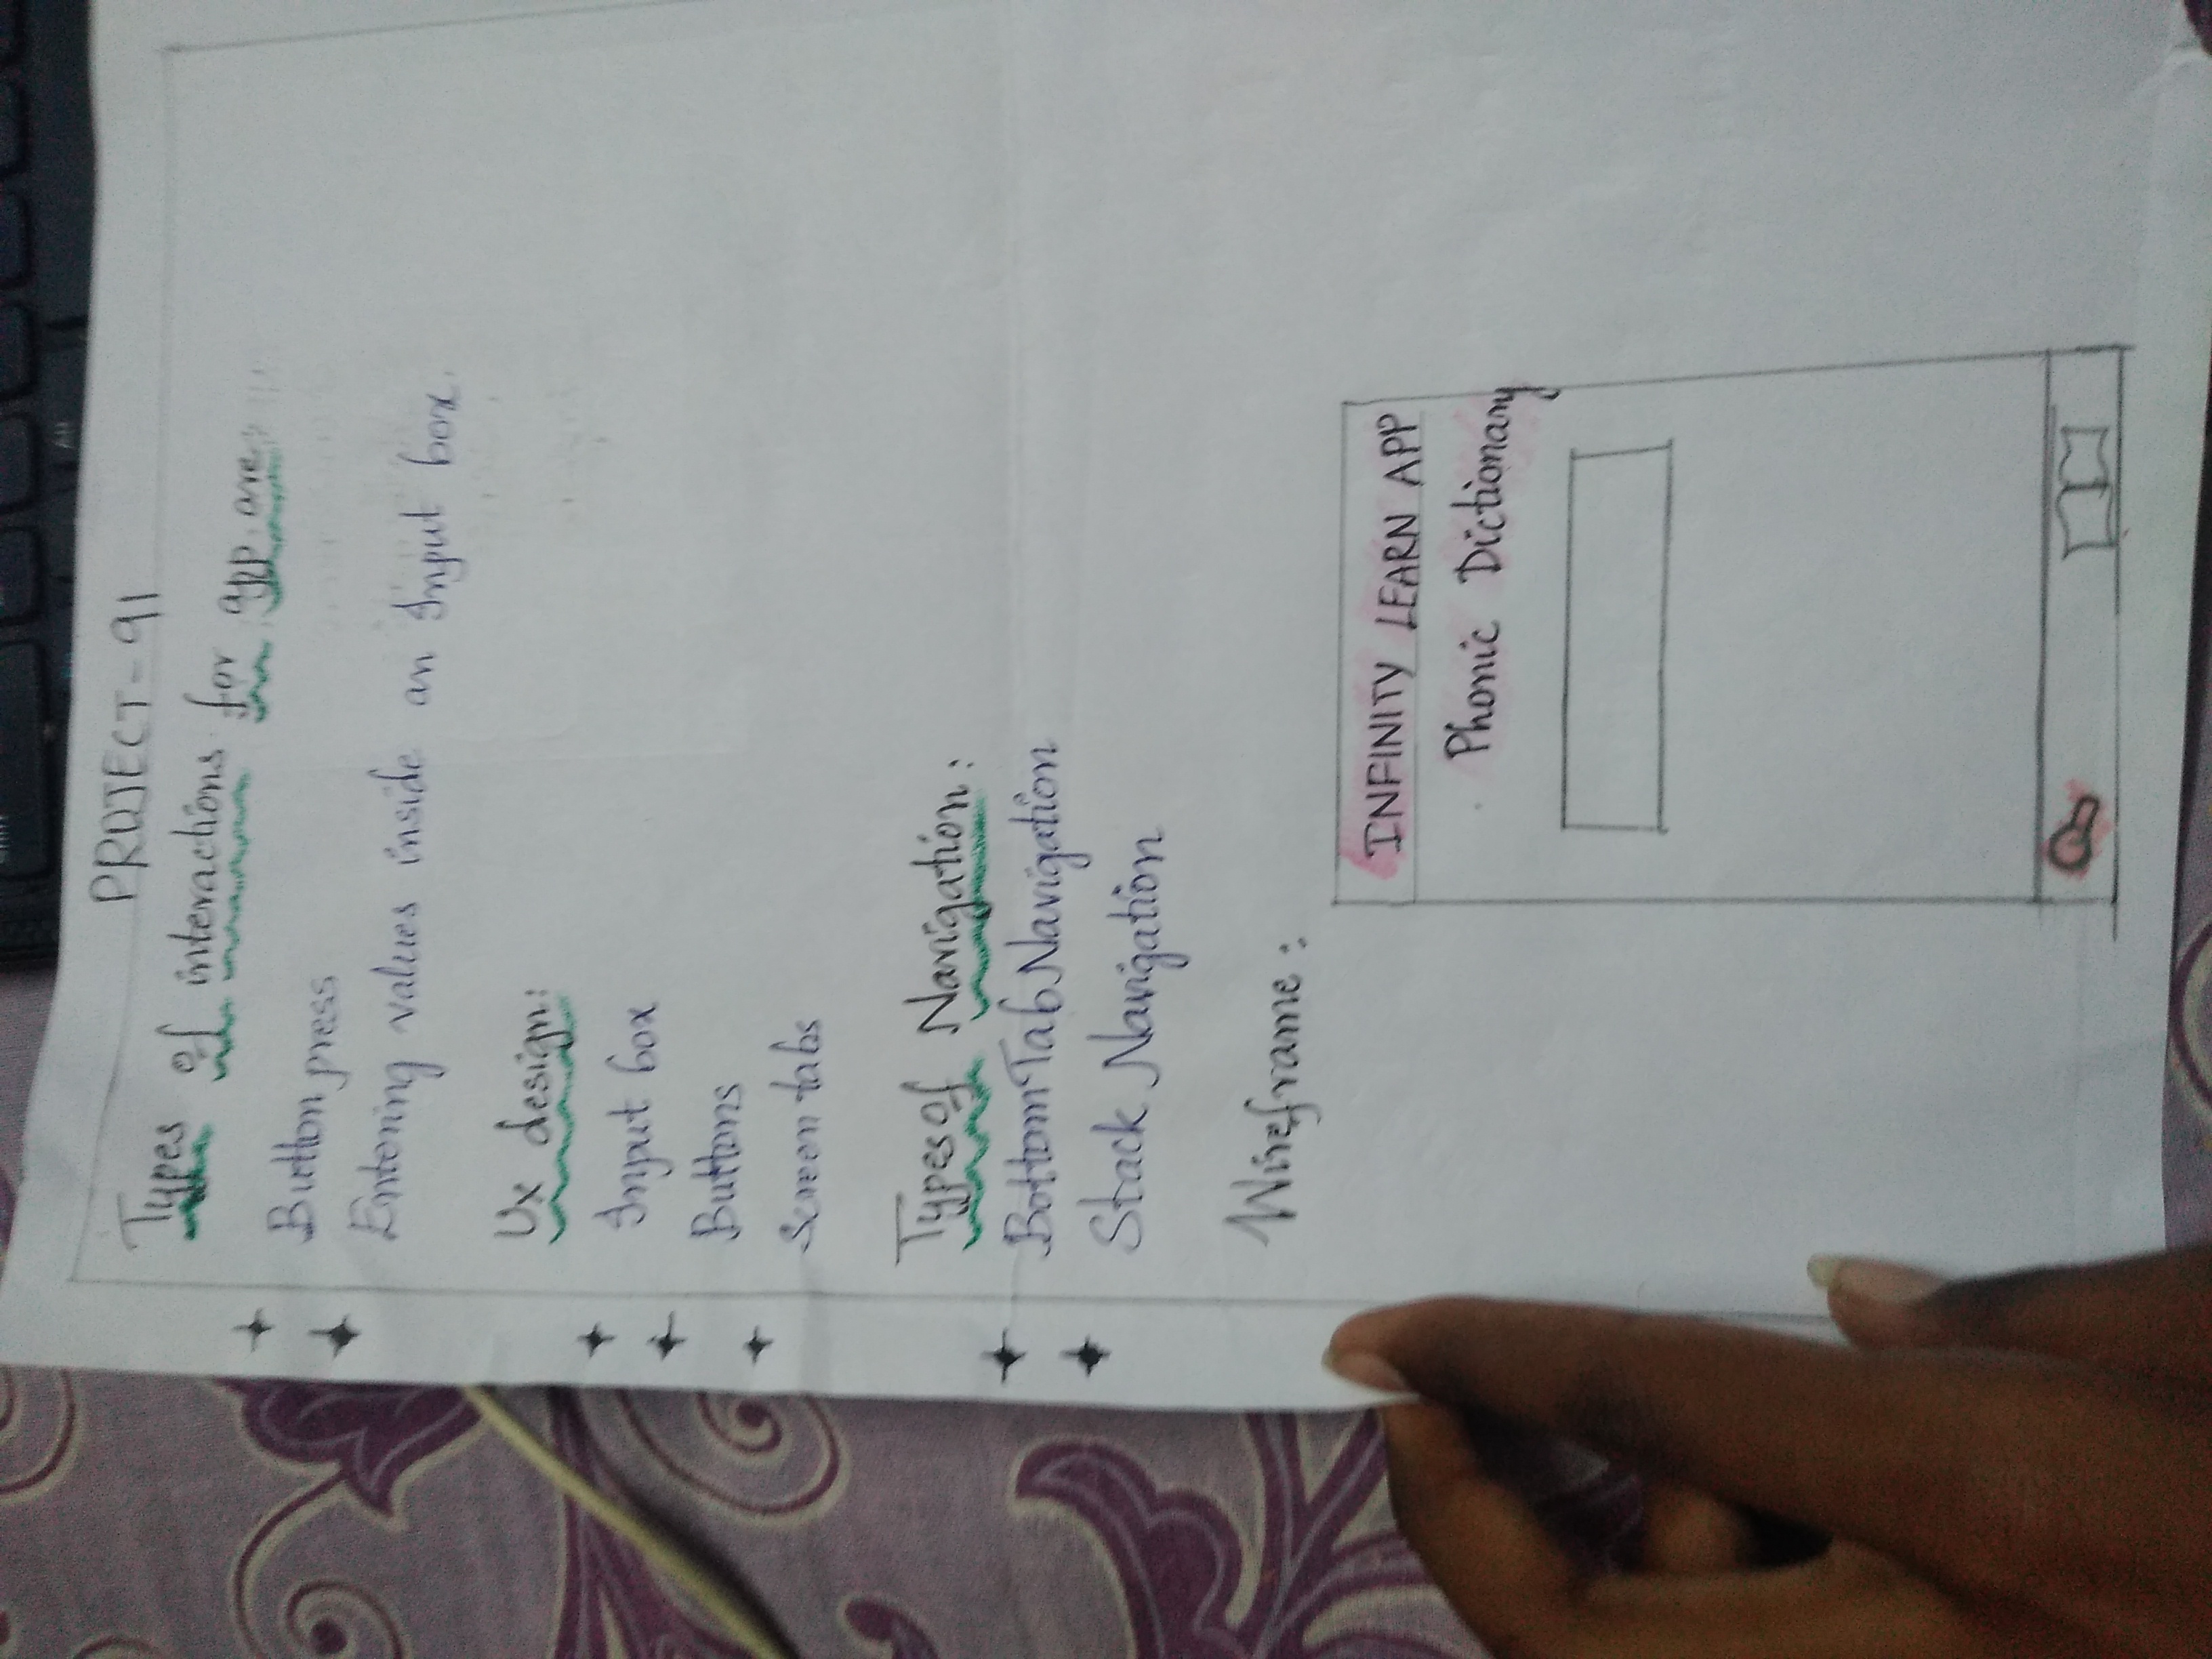 Alt
PROJECT-91
Types of interactions for app are
Button press
Entering values inside an Input box.
Ux design:
Input box
Buttons
Screen tabs
Types of Navigation:
Bottom Tab Navigation
Stack Navigation
Wireframe:
INFINITY LEARN APP
Phonic Dictionary